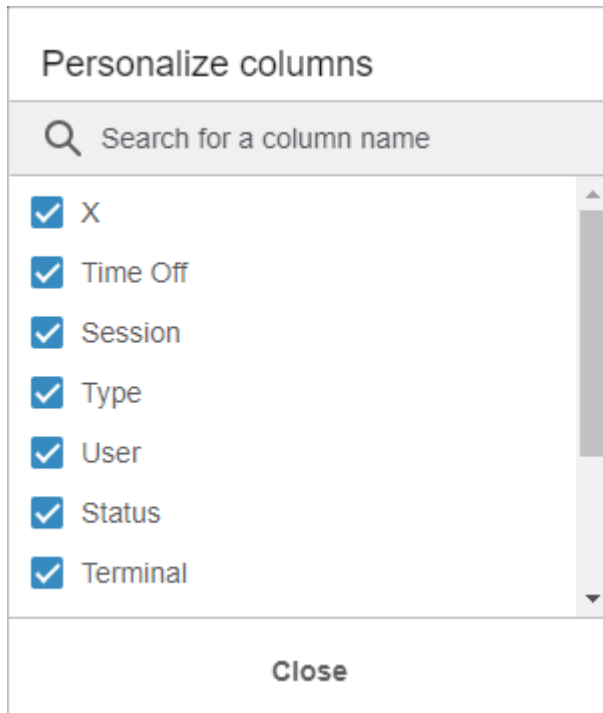 Personalize columns
Search for a column name
X
Time Off
Session
Type
User
Status
Terminal
Close